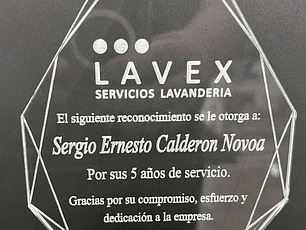 LAVEX
SERVICIOS LAVANDERIA
El siguiente reconocimiento se le otorga a:
Sergio Ernesto Calderon Novoa
Por sus 5 años de servicio.
Gracias por su compromiso, esfuerzo y
dedicación a la empresa.